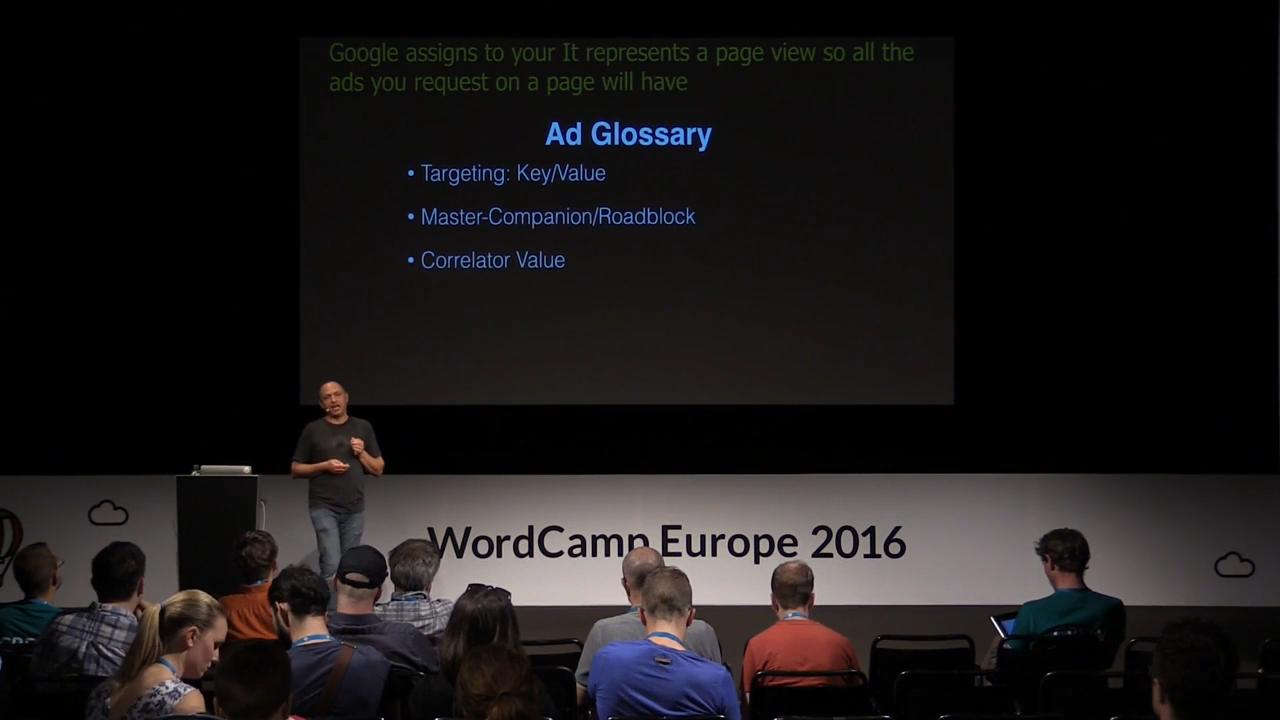 Google assigns to your It represents a page view so all the
ads you request on a page will have
Ad Glossary
• Targeting: Key/Value
• Master-Companion/Roadblock
• Correlator Value
WordCamp Europe 2016